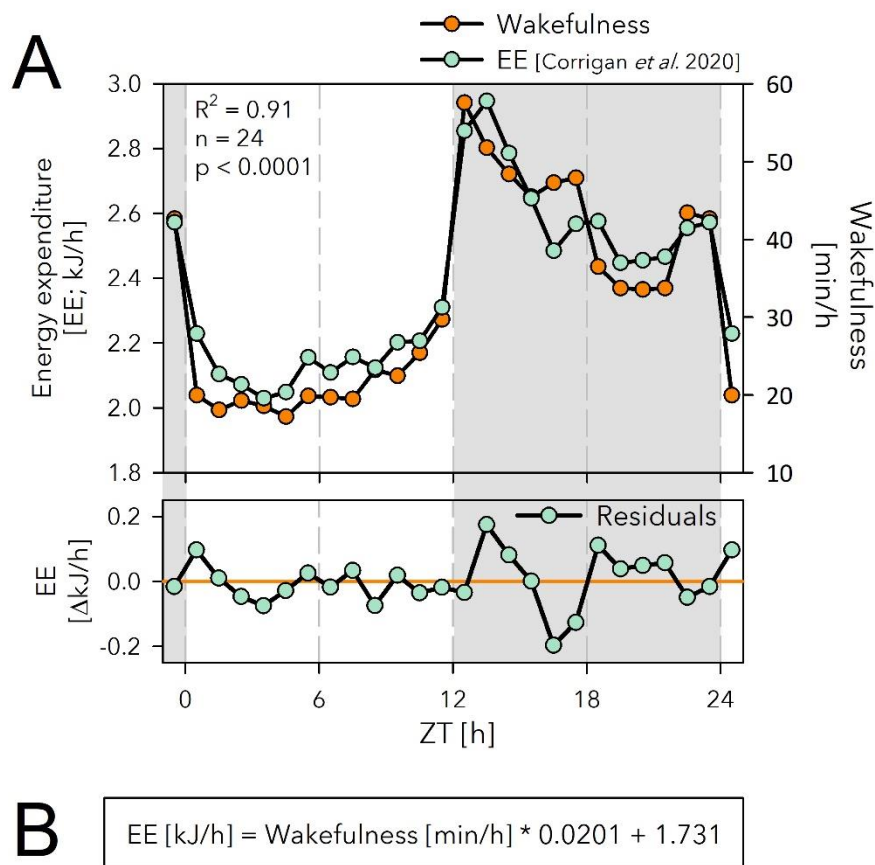 A
Wakefulness
EE [Corrigan et al. 2020]
R² = 0.91
n = 24
p < 0.0001
3.0
2.8
2.6
2.4
2.2
2.0
1.8
Energy expenditure
[EE; kJ/h]
60
50
40
30
20
10
Wakefulness
[min/h
Residuals
0.2
0.0
-0.2
EE
[ΔkJ/h]
0 6 12 18 24
ZT [h]
B
EE [kJ/h] = Wakefulness [min/h] * 0.0201 + 1.731